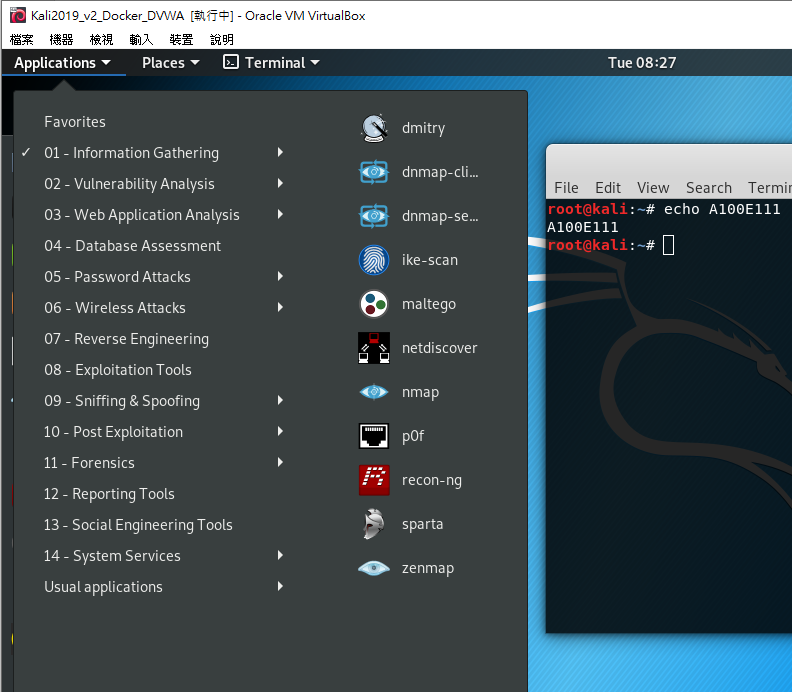 Kali2019_v2_Docker_DVWA [執行中] - Oracle VM VirtualBox
檔案 機器 檢視 輸入 裝置 說明
Applications Places Terminal Tue 08:27
Favorites
✓ 01 - Information Gathering
02 - Vulnerability Analysis
03 - Web Application Analysis
04 - Database Assessment
05 - Password Attacks
06 - Wireless Attacks
07 - Reverse Engineering
08 - Exploitation Tools
09 - Sniffing & Spoofing
10 - Post Exploitation
11 - Forensics
12 - Reporting Tools
13 - Social Engineering Tools
14 - System Services
Usual applications
dmitry
dnmap-cli...
dnmap-se...
ike-scan
maltego
netdiscover
nmap
p0f
recon-ng
sparta
zenmap
File Edit View Search Termin
root@kali:~# echo A100E111
A100E111
root@kali:~#